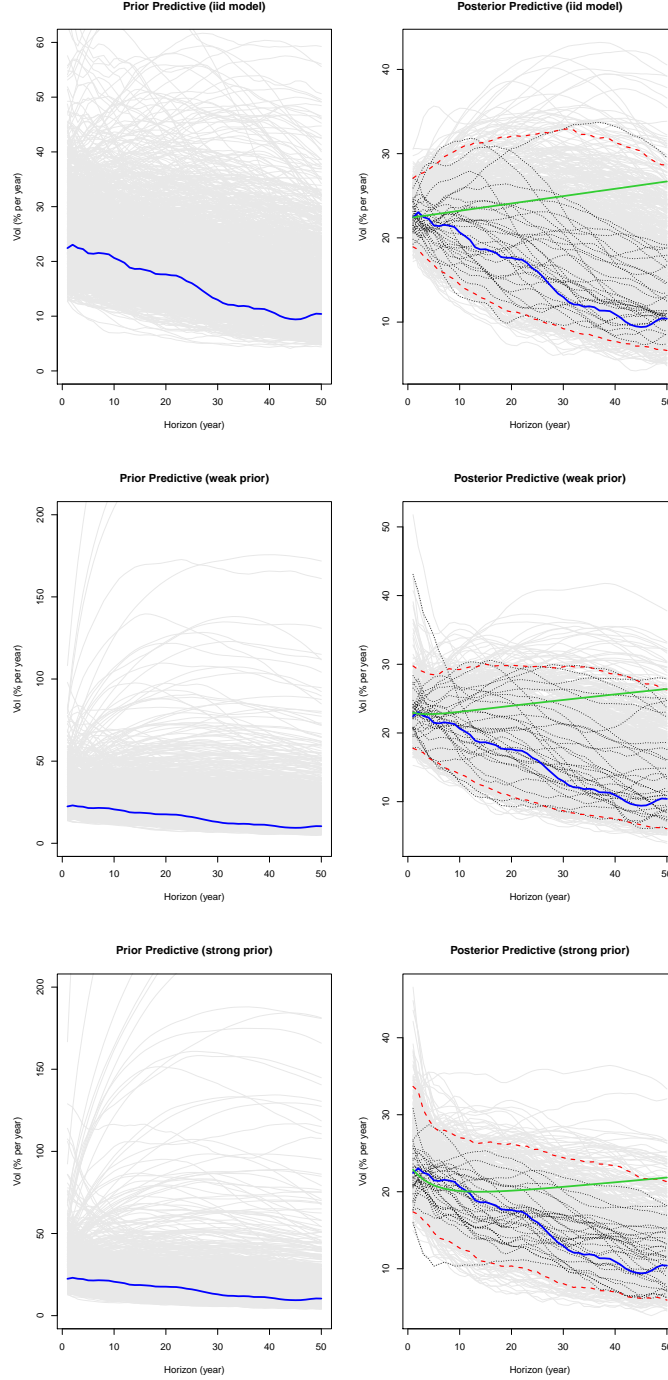 Prior Predictive (iid model)
Vol (% per year)
60
50
40
30
20
10
0
0 10 20 30 40 50
Horizon (year)
Posterior Predictive (iid model)
Vol (% per year)
40
30
20
10
0 10 20 30 40 50
Horizon (year)
Prior Predictive (weak prior)
Vol (% per year)
200
150
100
50
0
0 10 20 30 40 50
Horizon (year)
Posterior Predictive (weak prior)
Vol (% per year)
50
40
30
20
10
0 10 20 30 40 50
Horizon (year)
Prior Predictive (strong prior)
Vol (% per year)
200
150
100
50
0
0 10 20 30 40 50
Horizon (year)
Posterior Predictive (strong prior)
Vol (% per year)
40
30
20
10
0 10 20 30 40 50
Horizon (year)